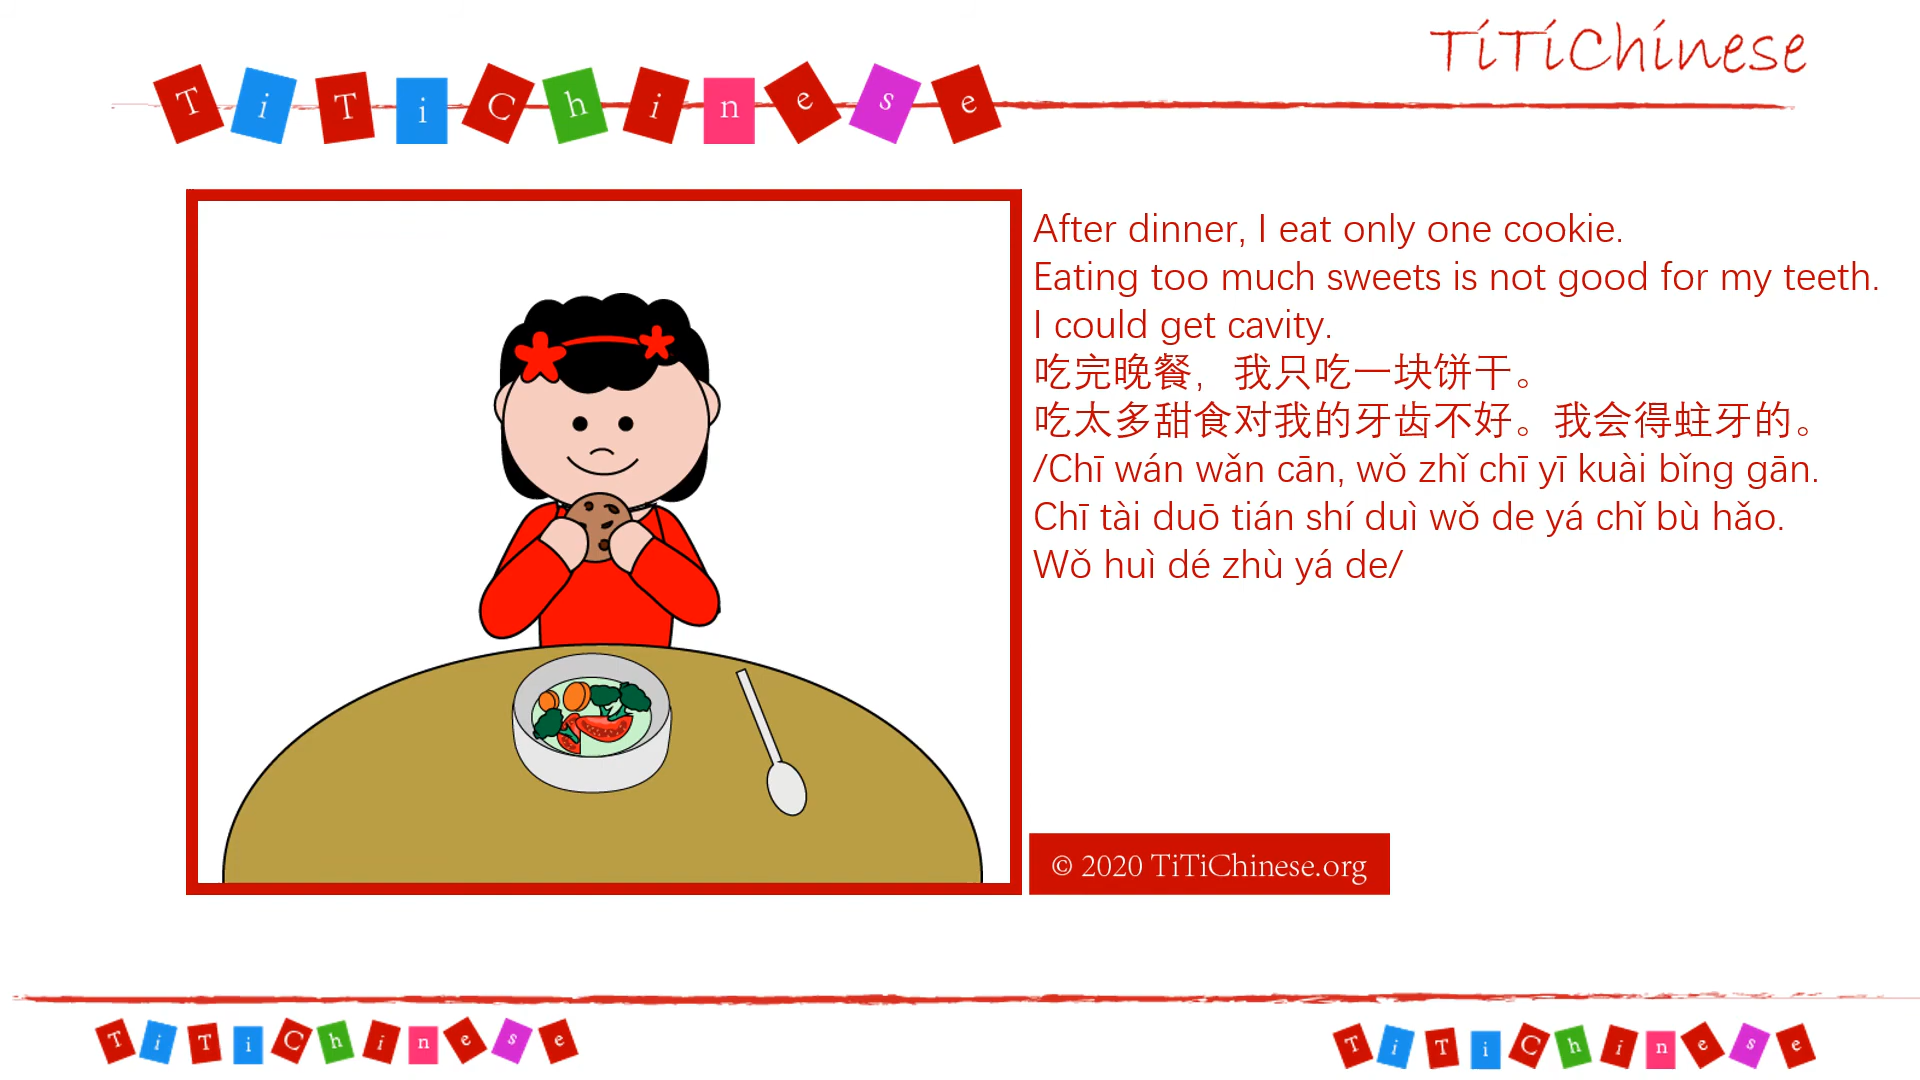 TiTiChinese
TiTiChinese
After dinner, I eat only one cookie.
Eating too much sweets is not good for my teeth.
I could get cavity.
吃完晚餐，我只吃一块饼干。
吃太多甜食对我的牙齿不好。我会得蛀牙的。
/Chī wán wǎn cān, wǒ zhǐ chī yī kuài bǐng gān.
Chī tài duō tián shí duì wǒ de yá chǐ bù hǎo.
Wǒ huì dé zhù yá de/
© 2020 TiTiChinese.org
TiTiChinese
TiTiChinese